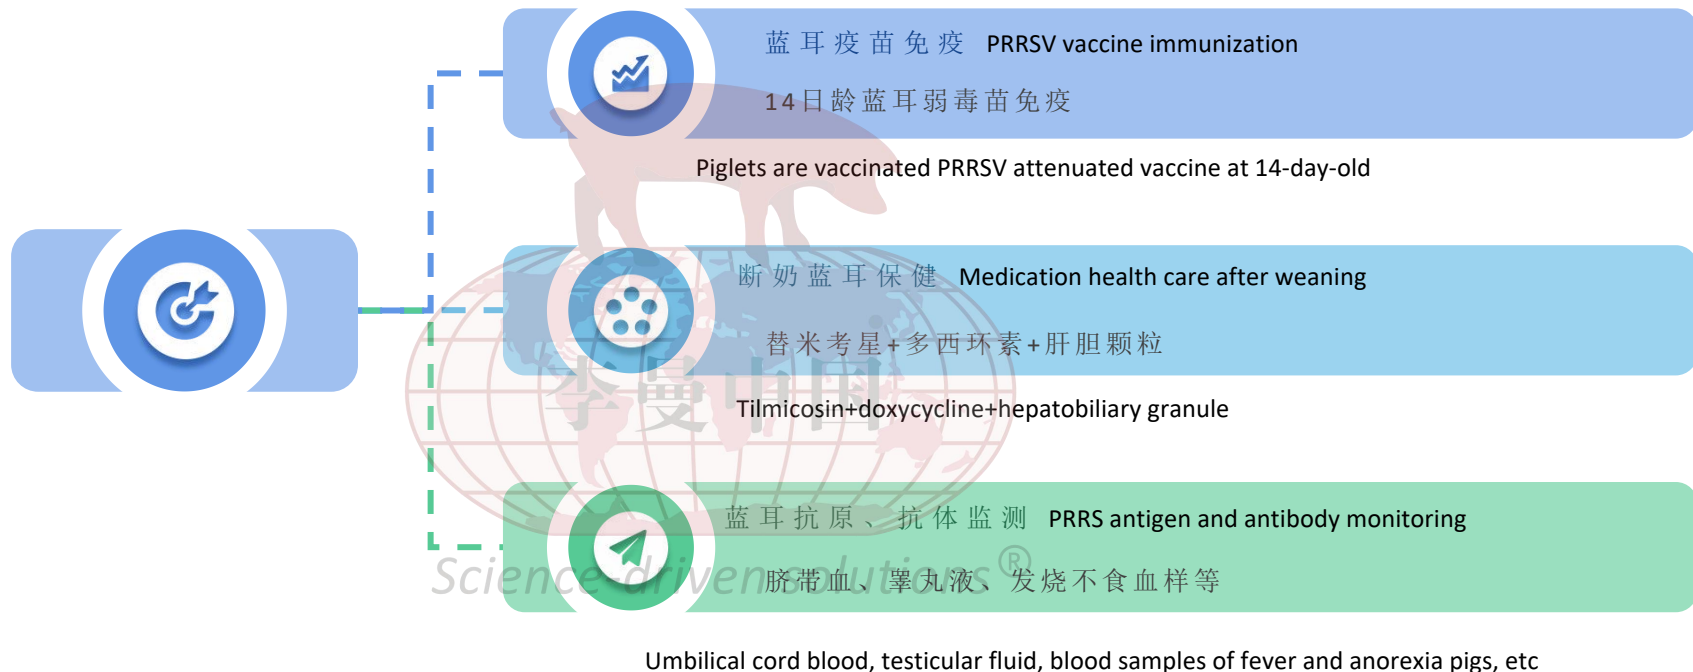 蓝耳疫苗免疫 PRRSV vaccine immunization
14日龄蓝耳弱毒苗免疫
Piglets are vaccinated PRRSV attenuated vaccine at 14-day-old
断奶蓝耳保健 Medication health care after weaning
替米考星+多西环素+肝胆颗粒
李曼中国
Tilmicosin+doxycycline+hepatobiliary granule
蓝耳抗原、抗体监测 PRRS antigen and antibody monitoring
Science-driven solutions®
脐带血、睾丸液、发烧不食血样等
Umbilical cord blood, testicular fluid, blood samples of fever and anorexia pigs, etc